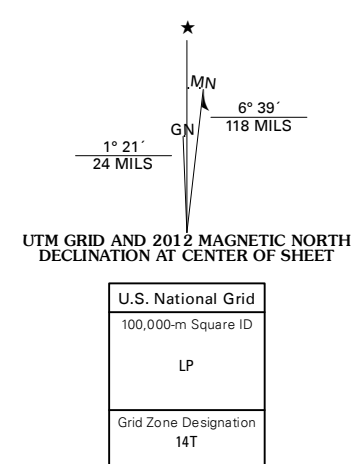 MN
6° 39´
118 MILS
GN
1° 21´
24 MILS
UTM GRID AND 2012 MAGNETIC NORTH
DECLINATION AT CENTER OF SHEET
U.S. National Grid
100,000-m Square ID
LP
Grid Zone Designation
14T